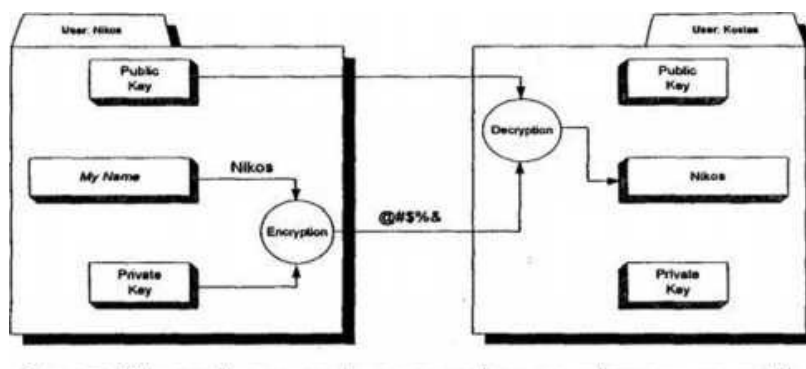 User: Nikos
Public
Key
My Name
Nikos
Encryption
Private
Key
@#$%&
User: Kostas
Public
Key
Decryption
Nikos
Private
Key